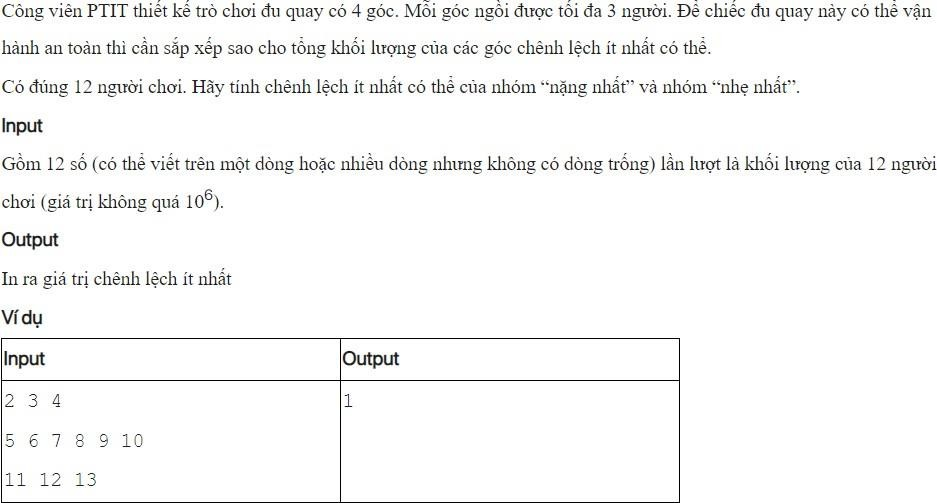 Công viên PTIT thiết kế trò chơi đu quay có 4 góc. Mỗi góc ngồi được tối đa 3 người. Để chiếc đu quay này có thể vận
hành an toàn thì cần sắp xếp sao cho tổng khối lượng của các góc chênh lệch ít nhất có thể.
Có đúng 12 người chơi. Hãy tính chênh lệch ít nhất có thể của nhóm “nặng nhất” và nhóm “nhẹ nhất”.
Input
Gồm 12 số (có thể viết trên một dòng hoặc nhiều dòng nhưng không có dòng trống) lần lượt là khối lượng của 12 người
chơi (giá trị không quá 10⁶).
Output
In ra giá trị chênh lệch ít nhất
Ví dụ
Input Output
2 3 4 1
5 6 7 8 9 10
11 12 13